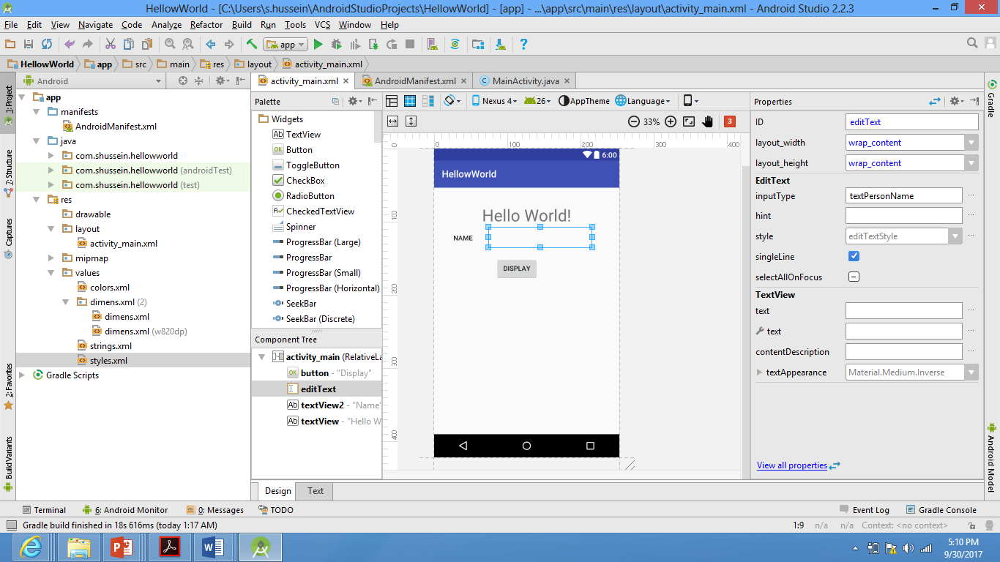 HellowWorld - [C:\Users\s.hussein\AndroidStudioProjects\HellowWorld] - [app] - ...\app\src\main\res\layout\activity_main.xml - Android Studio 2.2.3
File Edit View Navigate Code Analyze Refactor Build Run Tools VCS Window Help
app
HellowWorld app src main res layout activity_main.xml
1: Project
7: Structure
Captures
2: Favorites
Build Variants
Android
app
manifests
AndroidManifest.xml
java
com.shussein.hellowworld
com.shussein.hellowworld (androidTest)
com.shussein.hellowworld (test)
res
drawable
layout
activity_main.xml
mipmap
values
colors.xml
dimens.xml (2)
dimens.xml
dimens.xml (w820dp)
strings.xml
styles.xml
Gradle Scripts
activity_main.xml AndroidManifest.xml MainActivity.java
Palette
Widgets
TextView
OK Button
ToggleButton
CheckBox
RadioButton
CheckedTextView
Spinner
ProgressBar (Large)
ProgressBar
ProgressBar (Small)
ProgressBar (Horizontal)
SeekBar
SeekBar (Discrete)
Component Tree
activity_main (RelativeLa
OK button - "Display"
editText
Ab textView2 - "Name"
Ab textView - "Hello W
Nexus 4 26 AppTheme Language
33% 3
0 100 200 300 400
0
100
200
300
400
6:00
HellowWorld
Hello World!
NAME
DISPLAY
Properties
ID editText
layout_width wrap_content
layout_height wrap_content
EditText
inputType textPersonName ...
hint ...
style editTextStyle ...
singleLine
selectAllOnFocus
TextView
text ...
text ...
contentDescription ...
textAppearance Material.Medium.Inverse
View all properties
Gradle
Android Model
Design Text
Terminal 6: Android Monitor 0: Messages TODO Event Log Gradle Console
Gradle build finished in 18s 616ms (today 1:17 AM) 1:9 n/a n/a Context: <no context>
5:10 PM
9/30/2017